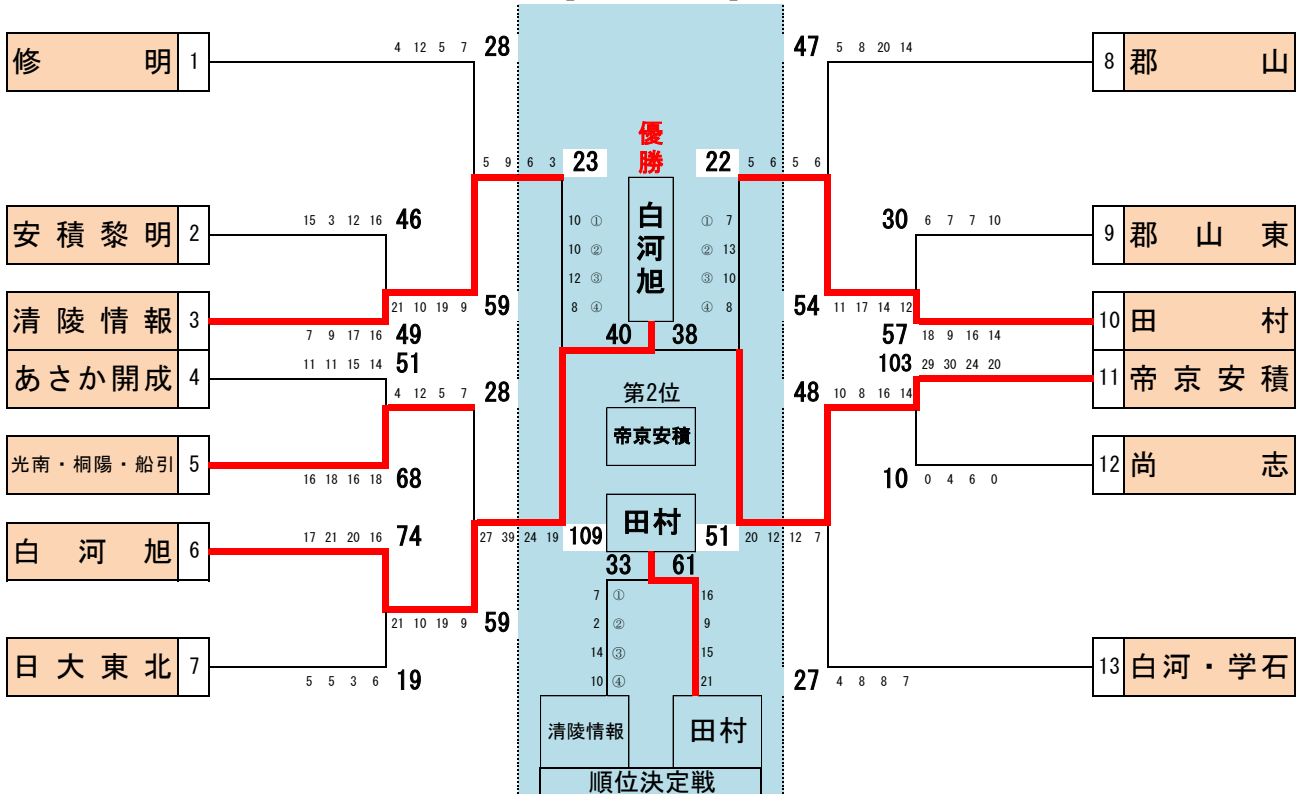 4 12 5 7 28
47 5 8 20 14
修明 1
8 郡山
優勝
5 9 6 3 23
22 5 6 5 6
白河旭
15 3 12 16 46
10 ①
① 7
30 6 7 7 10
安積黎明 2
10 ②
② 13
9 郡山東
12 ③
③ 10
21 10 19 9 59
8 ④
④ 8
54 11 17 14 12
清陵情報 3
10 田村
7 9 17 16 49
40 38
57 18 9 16 14
11 11 15 14 51
103 29 30 24 20
あさか開成 4
11 帝京安積
4 12 5 7 28
第2位
48 10 8 16 14
帝京安積
光南・桐陽・船引 5
12 尚志
16 18 16 18 68
10 0 4 6 0
田村
17 21 20 16 74
27 39 24 19 109
51 20 12 12 7
白河旭 6
33 61
7 ①
16
21 10 19 9 59
2 ②
9
日大東北 7
14 ③
15
13 白河・学石
5 5 3 6 19
10 ④
21
27 4 8 8 7
清陵情報
田村
順位決定戦